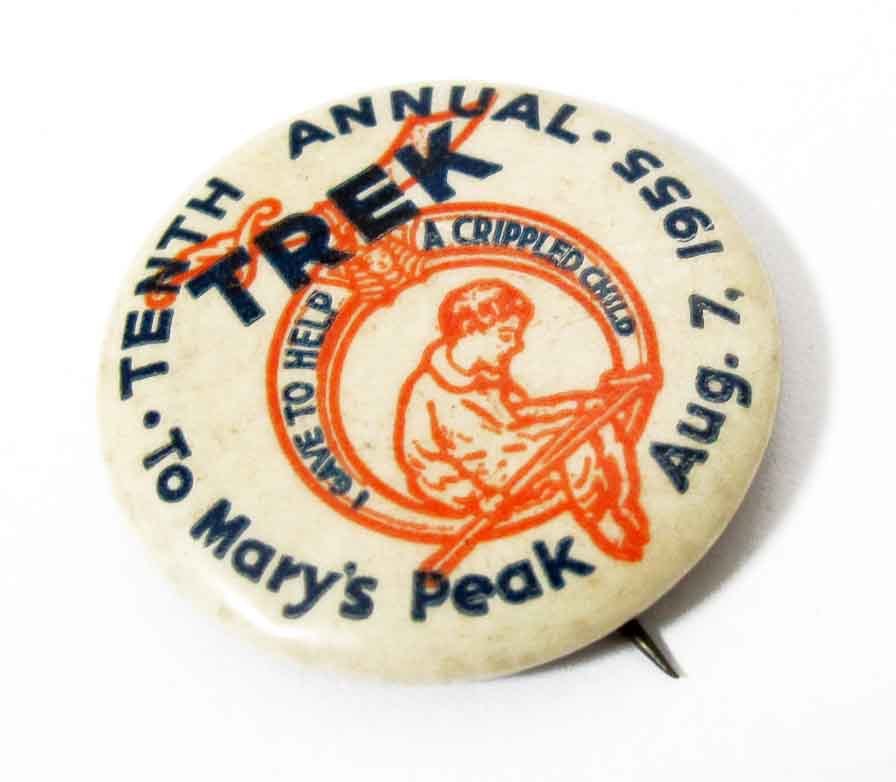 • TENTH ANNUAL •
TREK
To Mary's Peak
Aug. 7, 1955
I GAVE TO HELP A CRIPPLED CHILD